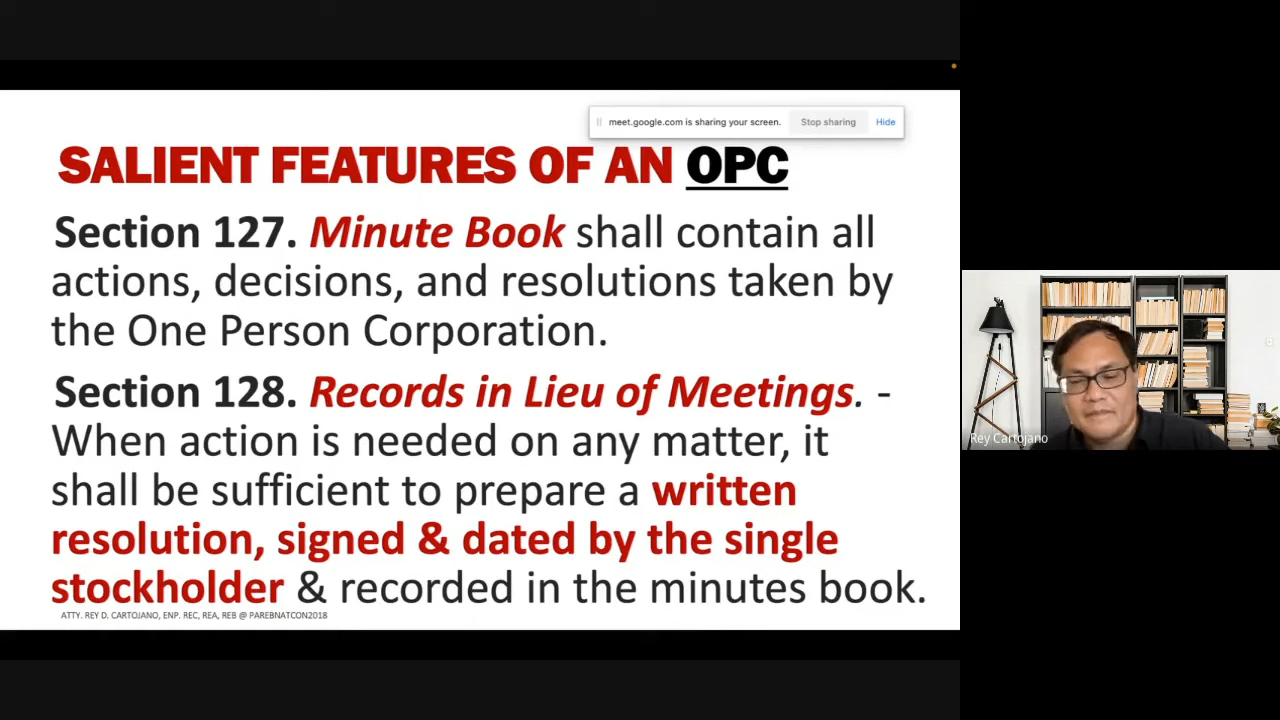 meet.google.com is sharing your screen. Stop sharing Hide
SALIENT FEATURES OF AN OPC
Section 127. Minute Book shall contain all
actions, decisions, and resolutions taken by
the One Person Corporation.
Section 128. Records in Lieu of Meetings. -
When action is needed on any matter, it
shall be sufficient to prepare a written
resolution, signed & dated by the single
stockholder & recorded in the minutes book.
ATTY. REY D. CARTOJANO, ENP. REC, REA, REB @ PAREBNATCON2018
Rey Cartojano